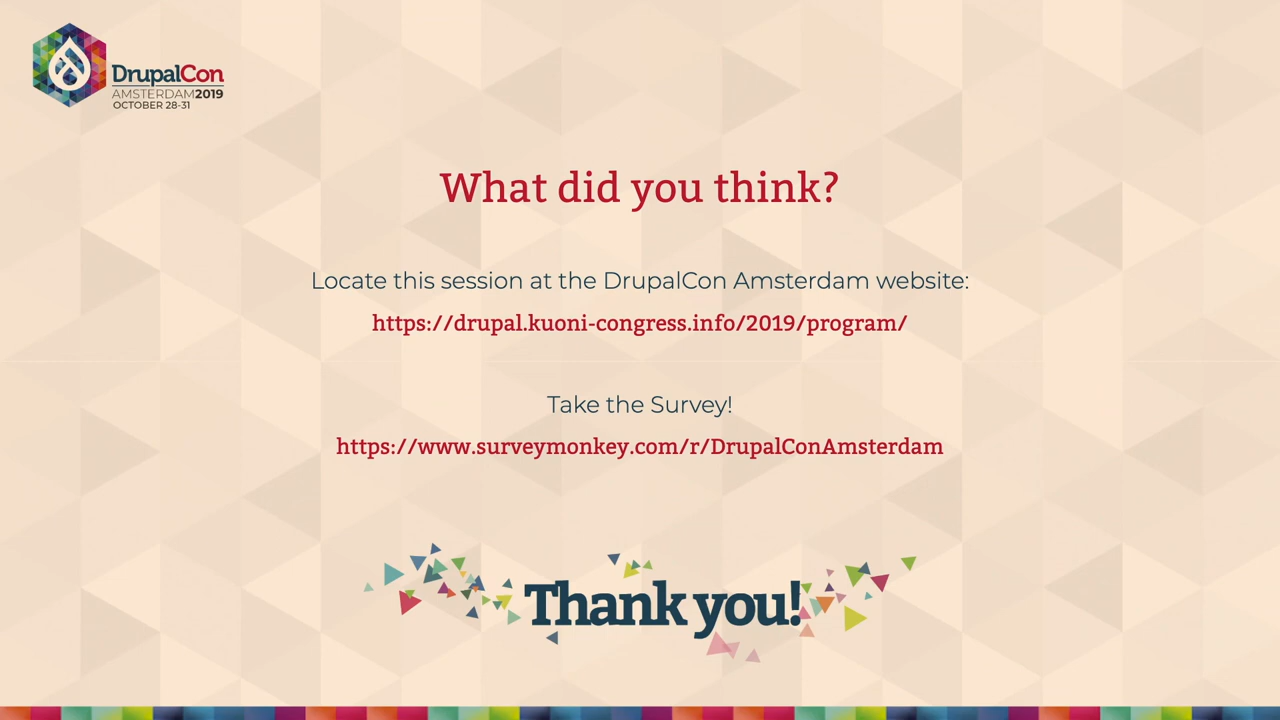 DrupalCon
AMSTERDAM2019
OCTOBER 28-31
What did you think?
Locate this session at the DrupalCon Amsterdam website:
https://drupal.kuoni-congress.info/2019/program/
Take the Survey!
https://www.surveymonkey.com/r/DrupalConAmsterdam
Thank you!